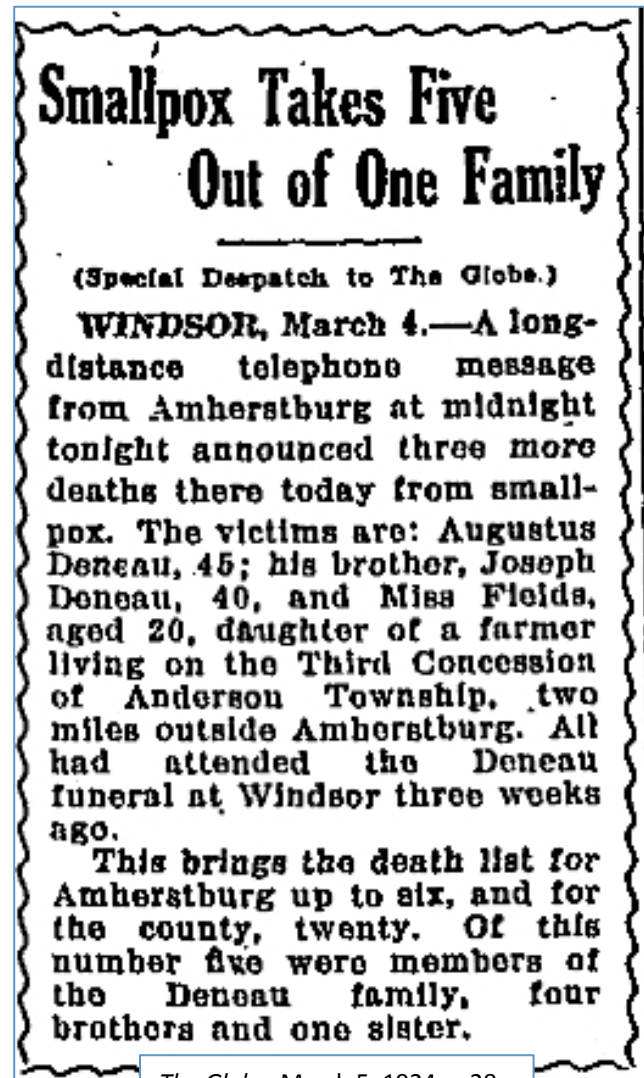 Smallpox Takes Five
Out of One Family
(Special Despatch to The Globe.)
WINDSOR, March 4.—A long-
distance telephone message
from Amherstburg at midnight
tonight announced three more
deaths there today from small-
pox. The victims are: Augustus
Deneau, 45; his brother, Joseph
Deneau, 40, and Miss Fields,
aged 20, daughter of a farmer
living on the Third Concession
of Anderson Township, two
miles outside Amherstburg. All
had attended the Deneau
funeral at Windsor three weeks
ago.
This brings the death list for
Amherstburg up to six, and for
the county, twenty. Of this
number five were members of
the Deneau family, four
brothers and one sister.